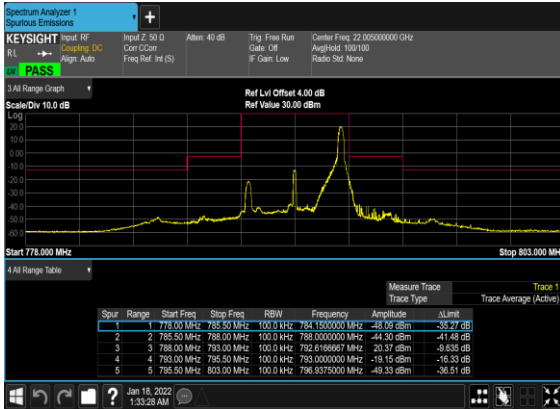 Spectrum Analyzer 1
Spurious Emissions
+
KEYSIGHT Input: RF Input Z: 50 Ω Atten: 40 dB Trig: Free Run Center Freq: 22.005000000 GHz
RL Coupling: DC Corr CCorr Gate: Off Avg|Hold: 100/100
Align: Auto Freq Ref: Int (S) IF Gain: Low Radio Std: None
PASS
3 All Range Graph
Ref Lvl Offset 4.00 dB
Scale/Div 10.0 dB Ref Value 30.00 dBm
Log
20.0
10.0
0.00
-10.0
-20.0
-30.0
-40.0
-50.0
-60.0
Start 778.000 MHz Stop 803.000 MH
4 All Range Table
Measure Trace Trace 1
Trace Type Trace Average (Active)
Spur Range Start Freq Stop Freq RBW Frequency Amplitude ΔLimit
1 1 778.00 MHz 785.50 MHz 100.0 kHz 784.1500000 MHz -48.09 dBm -35.27 dB
2 2 785.50 MHz 788.00 MHz 100.0 kHz 788.0000000 MHz -44.30 dBm -41.48 dB
3 3 788.00 MHz 793.00 MHz 100.0 kHz 792.6166667 MHz 20.37 dBm -9.635 dB
4 4 793.00 MHz 795.50 MHz 100.0 kHz 793.0000000 MHz -19.15 dBm -16.33 dB
5 5 795.50 MHz 803.00 MHz 100.0 kHz 796.9375000 MHz -49.33 dBm -36.51 dB
? Jan 18, 2022
1:33:28 AM